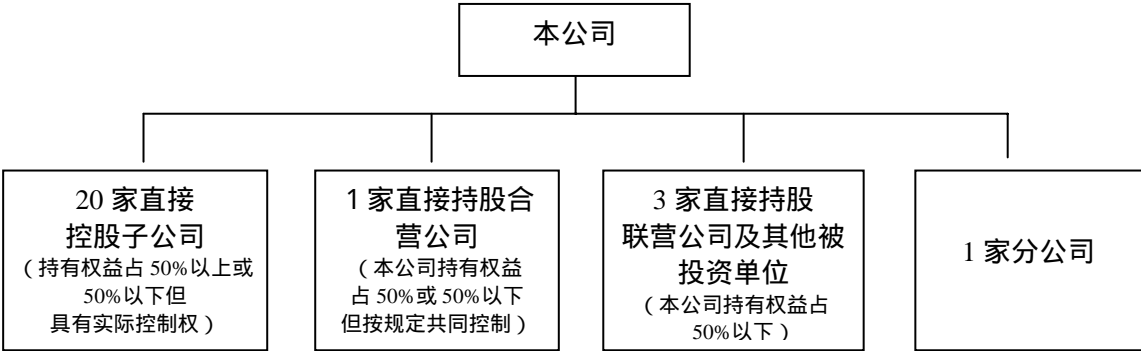 本公司
20 家直接
控股子公司
（持有权益占 50%以上或
50%以下但
具有实际控制权）
1 家直接持股合
营公司
（本公司持有权益
占 50%或 50%以下
但按规定共同控制）
3 家直接持股
联营公司及其他被
投资单位
（本公司持有权益占
50%以下）
1 家分公司